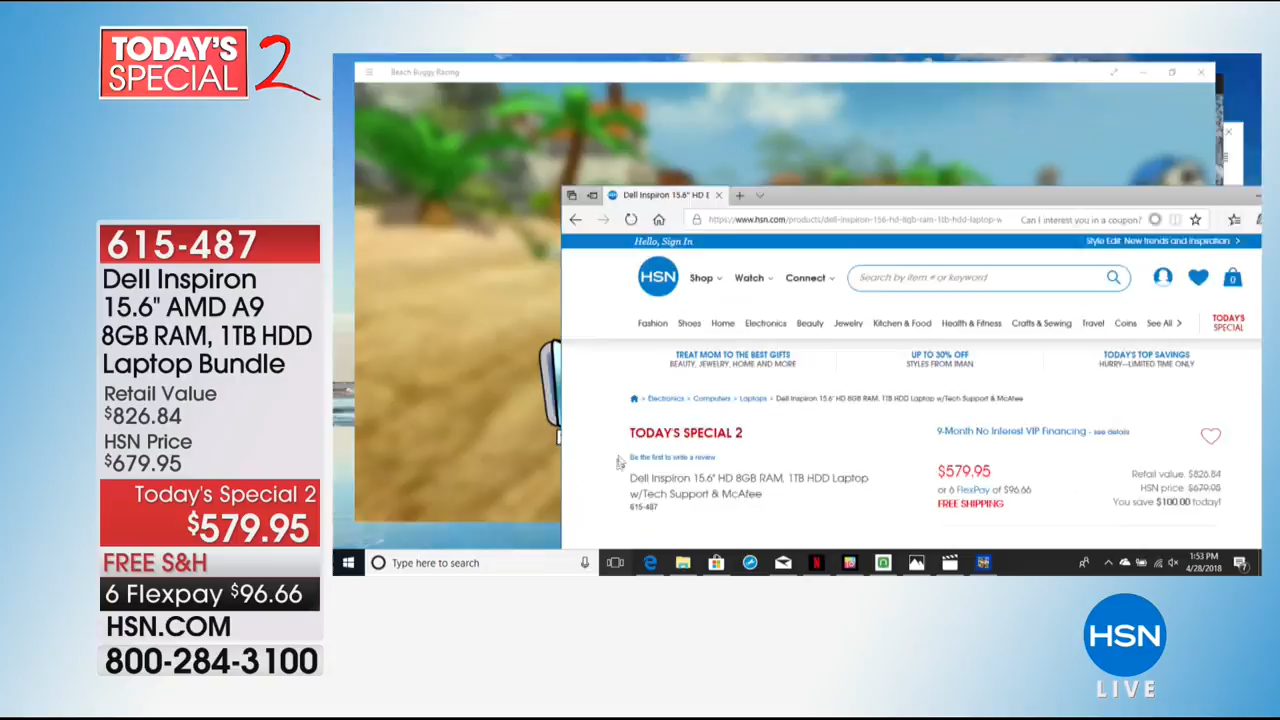 TODAY'S
SPECIAL 2
615-487
Dell Inspiron
15.6" AMD A9
8GB RAM, 1TB HDD
Laptop Bundle
Retail Value
$826.84
HSN Price
$679.95
Today's Special 2
$579.95
FREE S&H
6 Flexpay $96.66
HSN.COM
800-284-3100
Beach Buggy Racing
Dell Inspiron 15.6" HD 8
https://www.hsn.com/products/dell-inspiron-156-hd-8gb-ram-1tb-hdd-laptop-w Can I interest you in a coupon?
Hello, Sign In Style Edit: New trends and inspiration >
HSN Shop Watch Connect Search by item # or keyword 0
Fashion Shoes Home Electronics Beauty Jewelry Kitchen & Food Health & Fitness Crafts & Sewing Travel Coins See All > TODAY'S SPECIAL
TREAT MOM TO THE BEST GIFTS UP TO 30% OFF TODAY'S TOP SAVINGS
BEAUTY, JEWELRY, HOME AND MORE STYLES FROM IMAN HURRY—LIMITED TIME ONLY
> Electronics > Computers > Laptops > Dell Inspiron 15.6" HD 8GB RAM, 1TB HDD Laptop w/Tech Support & McAfee
TODAY'S SPECIAL 2
9-Month No Interest VIP Financing - see details
Be the first to write a review
Dell Inspiron 15.6" HD 8GB RAM, 1TB HDD Laptop
w/Tech Support & McAfee
615-487
$579.95
or 6 FlexPay of $96.66
FREE SHIPPING
Retail value: $826.84
HSN price: $679.95
You save $100.00 today!
Type here to search
1:53 PM
4/28/2018
HSN
LIVE